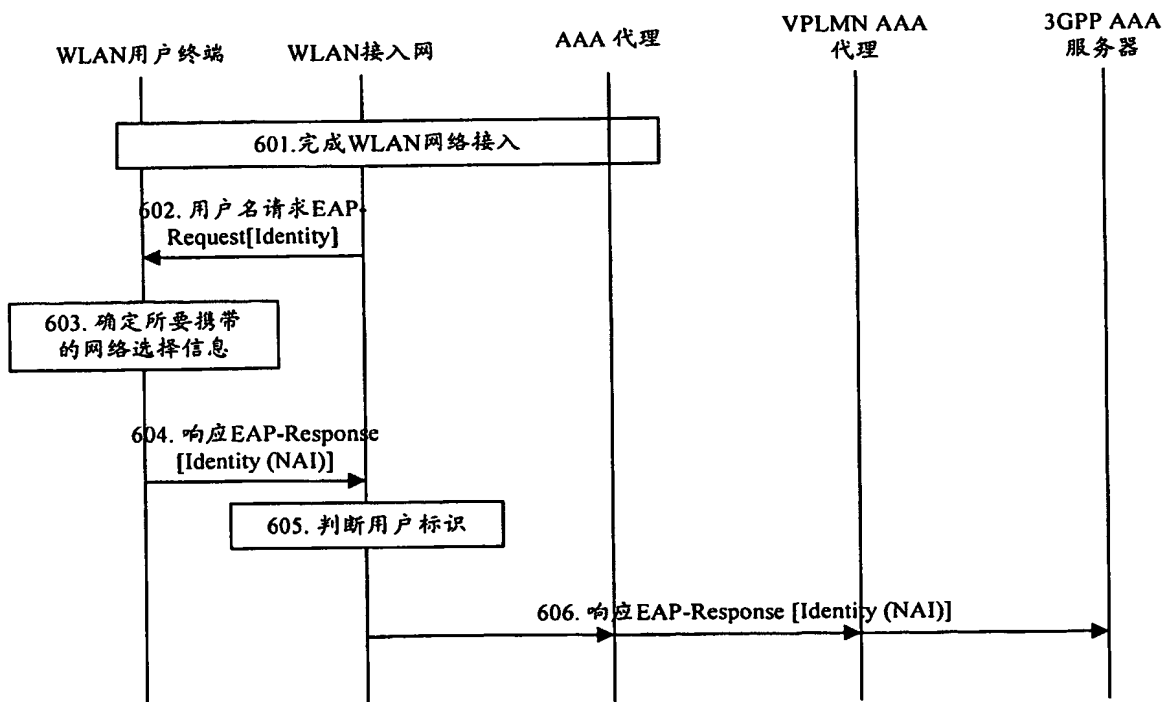 WLAN用户终端
WLAN接入网
AAA 代理
VPLMN AAA
代理
3GPP AAA
服务器
601.完成WLAN网络接入
602. 用户名请求EAP-
Request[Identity]
603. 确定所要携带
的网络选择信息
604. 响应EAP-Response
[Identity (NAI)]
605. 判断用户标识
606. 响应EAP-Response [Identity (NAI)]